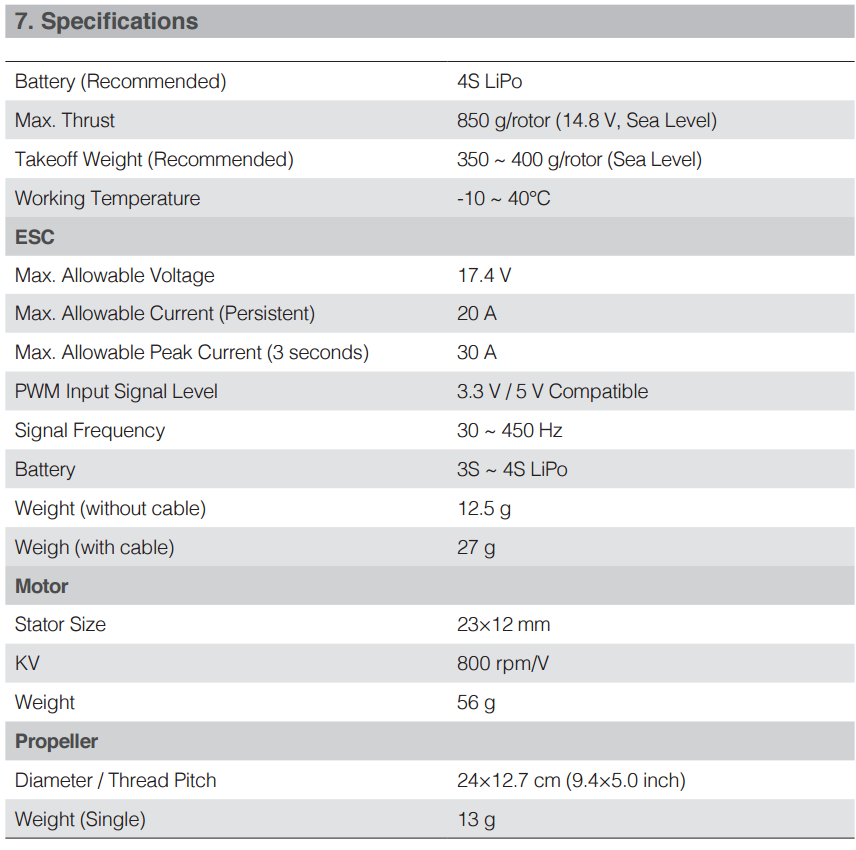 7. Specifications
Battery (Recommended) 4S LiPo
Max. Thrust 850 g/rotor (14.8 V, Sea Level)
Takeoff Weight (Recommended) 350 ~ 400 g/rotor (Sea Level)
Working Temperature -10 ~ 40°C
ESC
Max. Allowable Voltage 17.4 V
Max. Allowable Current (Persistent) 20 A
Max. Allowable Peak Current (3 seconds) 30 A
PWM Input Signal Level 3.3 V / 5 V Compatible
Signal Frequency 30 ~ 450 Hz
Battery 3S ~ 4S LiPo
Weight (without cable) 12.5 g
Weigh (with cable) 27 g
Motor
Stator Size 23×12 mm
KV 800 rpm/V
Weight 56 g
Propeller
Diameter / Thread Pitch 24×12.7 cm (9.4×5.0 inch)
Weight (Single) 13 g